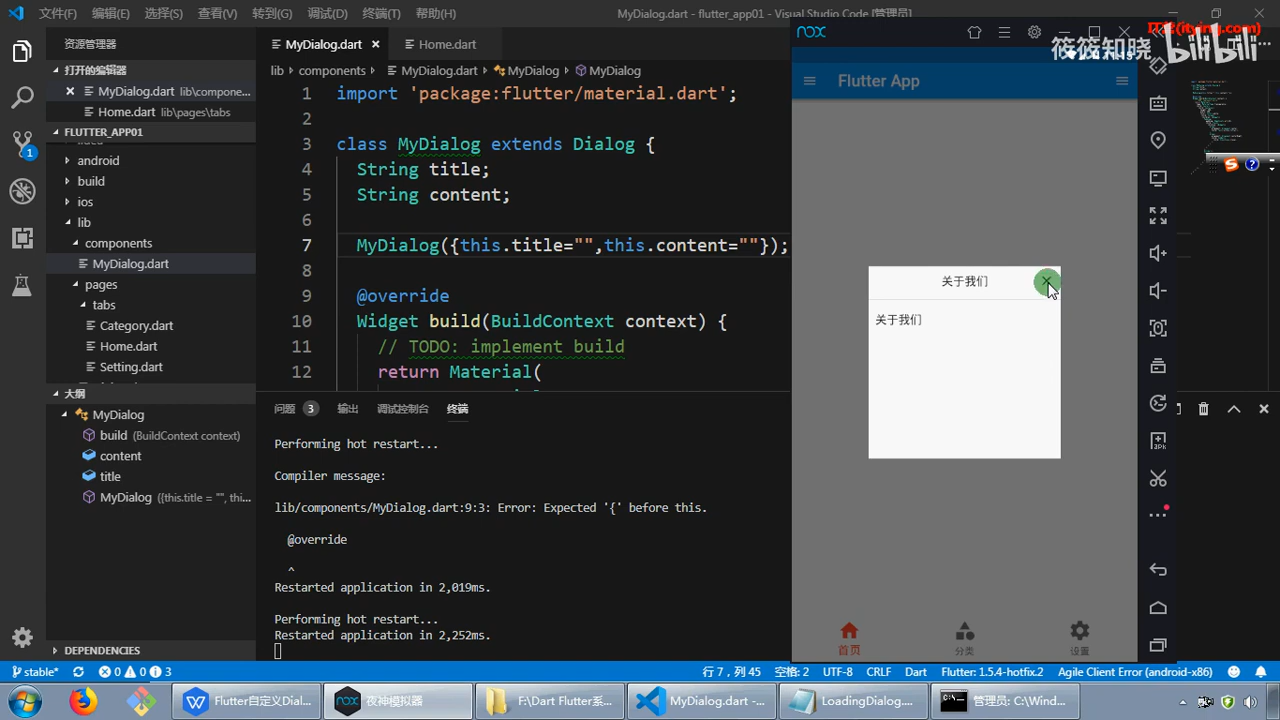 文件(F) 编辑(E) 选择(S) 查看(V) 转到(G) 调试(D) 终端(T) 帮助(H)
MyDialog.dart - flutter_app01 - Visual Studio Code [管理员]
资源管理器
打开的编辑器
MyDialog.dart lib\compone...
Home.dart lib\pages\tabs
FLUTTER_APP01
android
build
ios
lib
components
MyDialog.dart
pages
tabs
Category.dart
Home.dart
Setting.dart
大纲
MyDialog
build (BuildContext context)
content
title
MyDialog ({this.title = "", thi...
DEPENDENCIES
MyDialog.dart Home.dart
lib components MyDialog.dart MyDialog MyDialog
1 import 'package:flutter/material.dart';
2
3 class MyDialog extends Dialog {
4 String title;
5 String content;
6
7 MyDialog({this.title="",this.content=""});
8
9 @override
10 Widget build(BuildContext context) {
11 // TODO: implement build
12 return Material(
问题 3 输出 调试控制台 终端
Performing hot restart...
Compiler message:
lib/components/MyDialog.dart:9:3: Error: Expected '{' before this.
@override
^
Restarted application in 2,019ms.
Performing hot restart...
Restarted application in 2,252ms.
nox
筱筱知晓 bilibili
Flutter App
关于我们
关于我们
首页 分类 设置
stable* 0 0 3 行 7，列 45 空格: 2 UTF-8 CRLF Dart Flutter: 1.5.4-hotfix.2 Agile Client Error (android-x86)
Flutter自定义Dial... 夜神模拟器 F:\Dart Flutter系... MyDialog.dart -... LoadingDialog.... 管理员: C:\Wind...